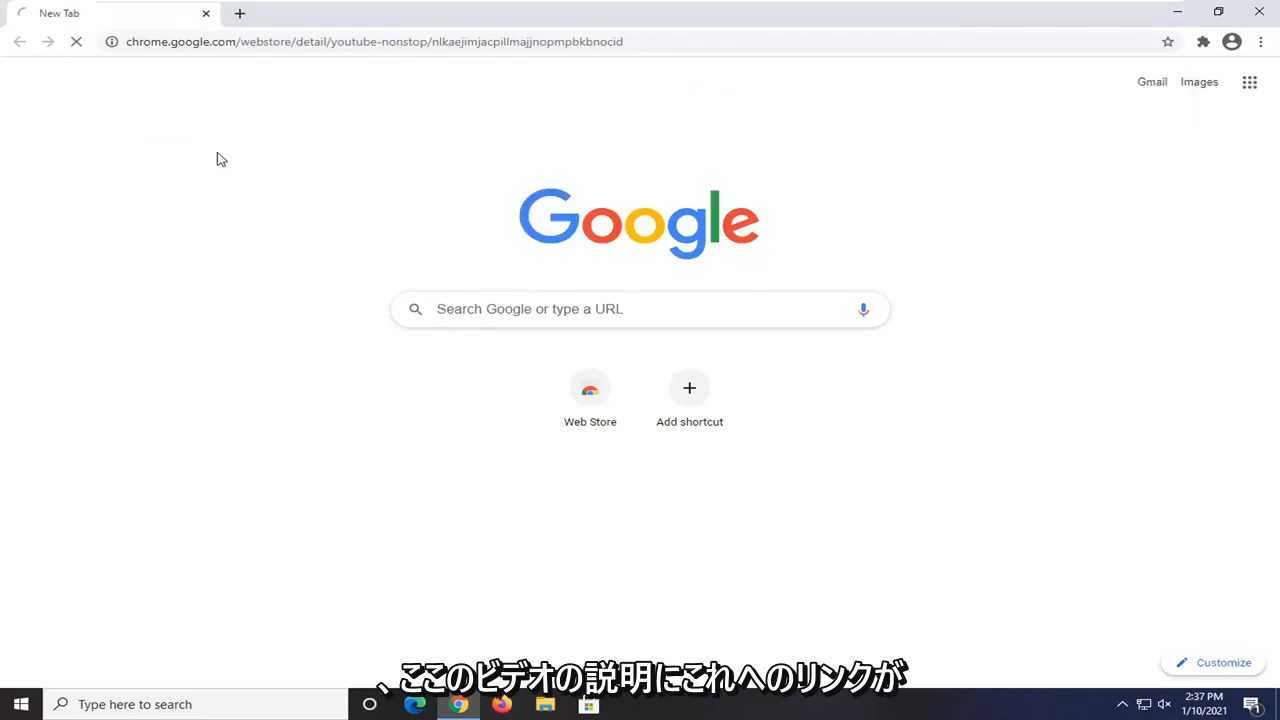 New Tab
chrome.google.com/webstore/detail/youtube-nonstop/nlkaejimjacpillmajjnopmpbkbnocid
Gmail Images
Google
Search Google or type a URL
Web Store Add shortcut
Customize
、ここのビデオの説明にこれへのリンクが
Type here to search
2:37 PM
1/10/2021
1